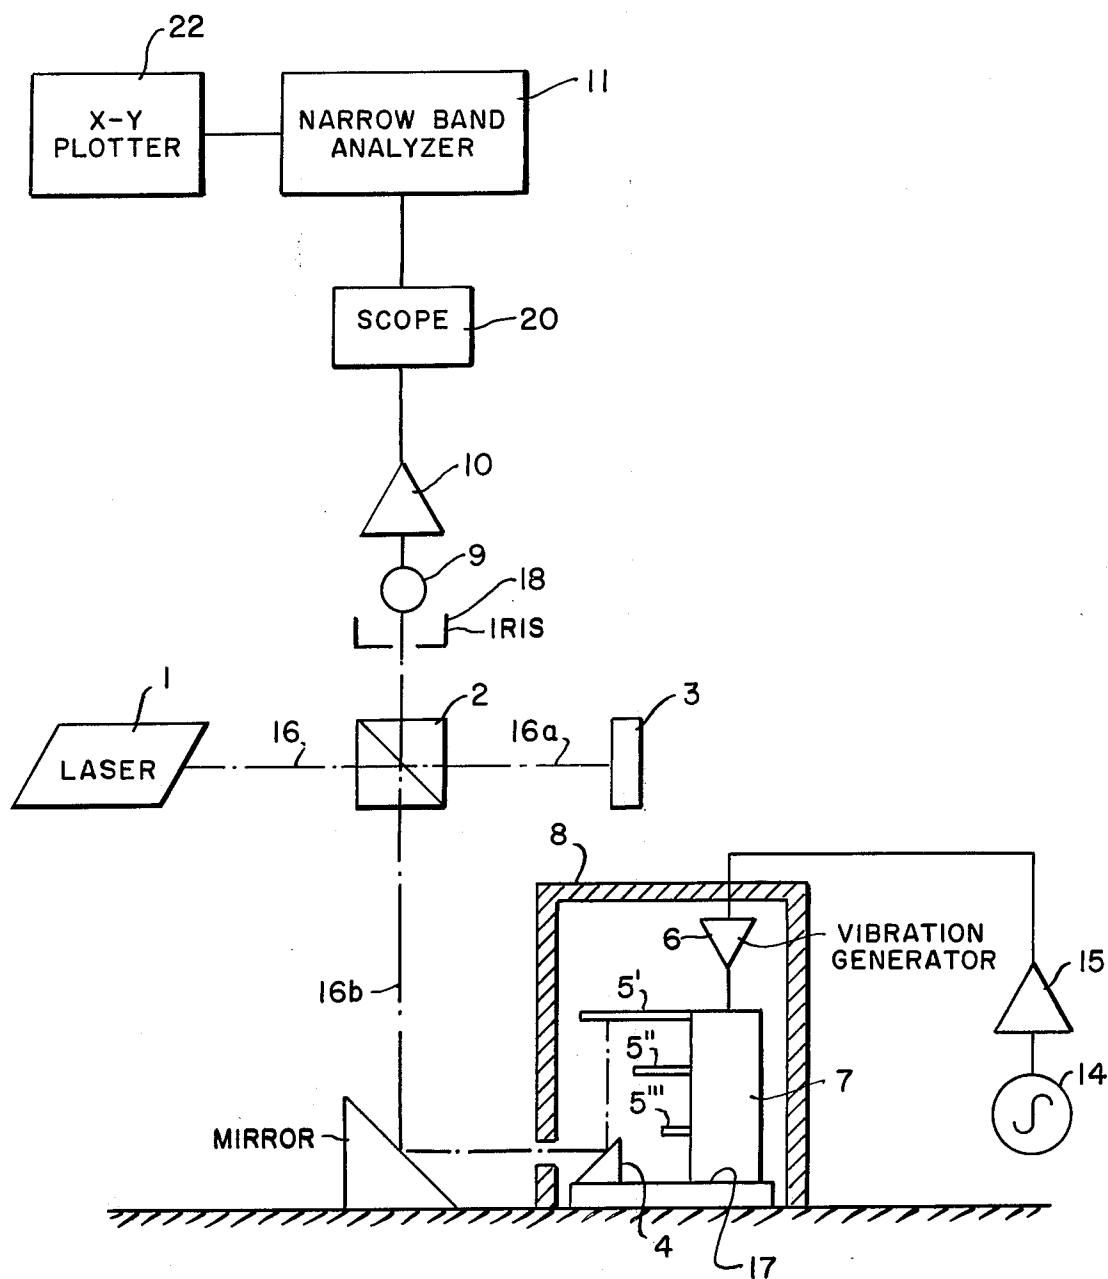 22
X-Y
PLOTTER
11
NARROW BAND
ANALYZER
SCOPE
20
10
9
18
IRIS
1
LASER
16
2
16a
3
8
6
VIBRATION
GENERATOR
15
16b
5'
5"
5'''
7
14
MIRROR
4
17